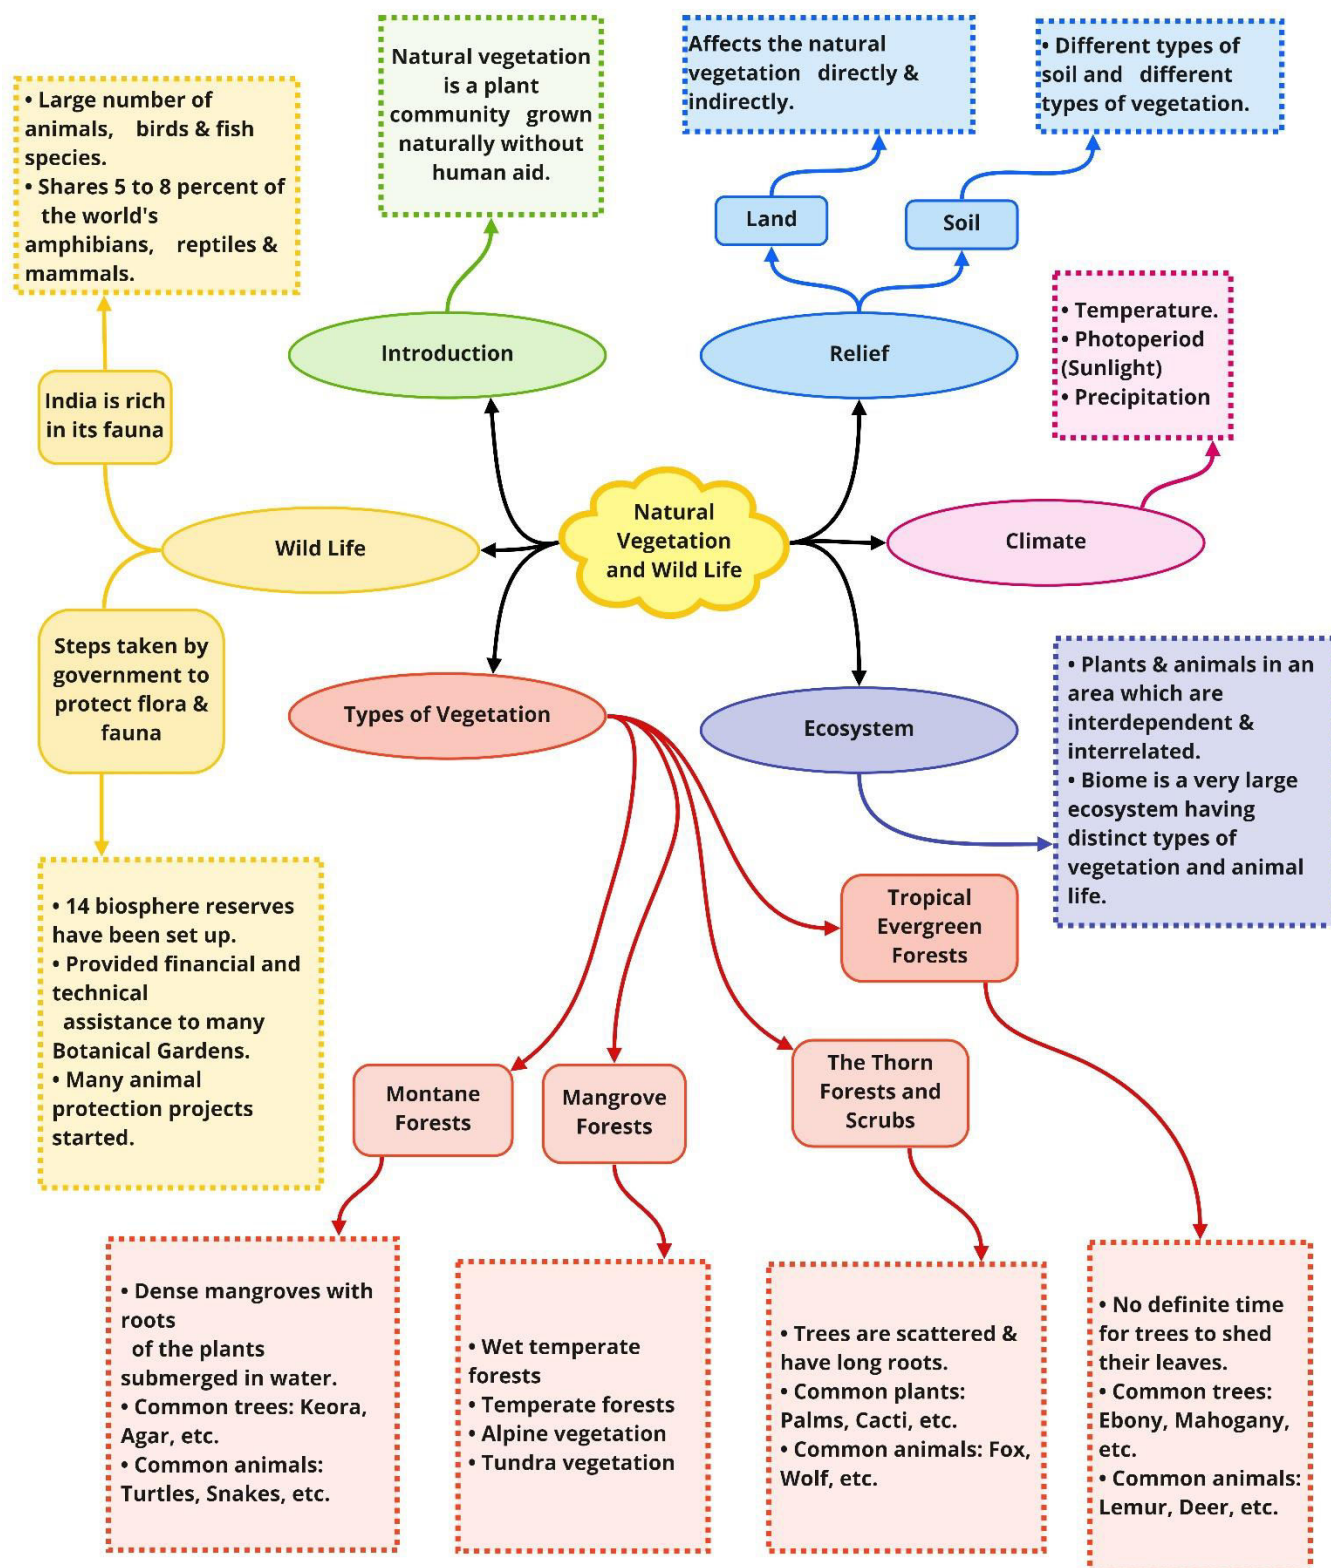 Natural
Vegetation
and Wild Life
Introduction
Natural vegetation
is a plant
community grown
naturally without
human aid.
Relief
Land
Affects the natural
vegetation directly &
indirectly.
Soil
• Different types of
soil and different
types of vegetation.
Climate
• Temperature.
• Photoperiod
(Sunlight)
• Precipitation
Ecosystem
• Plants & animals in an
area which are
interdependent &
interrelated.
• Biome is a very large
ecosystem having
distinct types of
vegetation and animal
life.
Wild Life
India is rich
in its fauna
• Large number of
animals, birds & fish
species.
• Shares 5 to 8 percent of
the world's
amphibians, reptiles &
mammals.
Steps taken by
government to
protect flora &
fauna
• 14 biosphere reserves
have been set up.
• Provided financial and
technical
assistance to many
Botanical Gardens.
• Many animal
protection projects
started.
Types of Vegetation
Montane
Forests
• Dense mangroves with
roots
of the plants
submerged in water.
• Common trees: Keora,
Agar, etc.
• Common animals:
Turtles, Snakes, etc.
Mangrove
Forests
• Wet temperate
forests
• Temperate forests
• Alpine vegetation
• Tundra vegetation
The Thorn
Forests and
Scrubs
• Trees are scattered &
have long roots.
• Common plants:
Palms, Cacti, etc.
• Common animals: Fox,
Wolf, etc.
Tropical
Evergreen
Forests
• No definite time
for trees to shed
their leaves.
• Common trees:
Ebony, Mahogany,
etc.
• Common animals:
Lemur, Deer, etc.